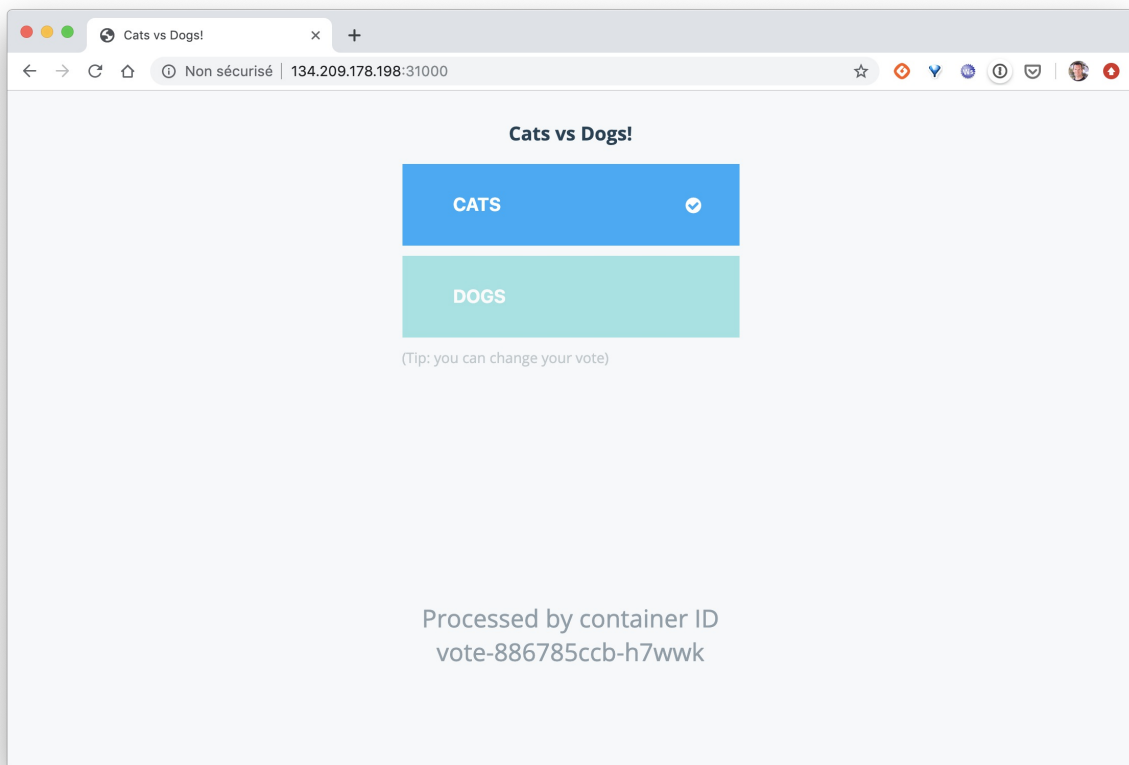 Cats vs Dogs!
Non sécurisé | 134.209.178.198:31000
Cats vs Dogs!
CATS
DOGS
(Tip: you can change your vote)
Processed by container ID
vote-886785ccb-h7wwk